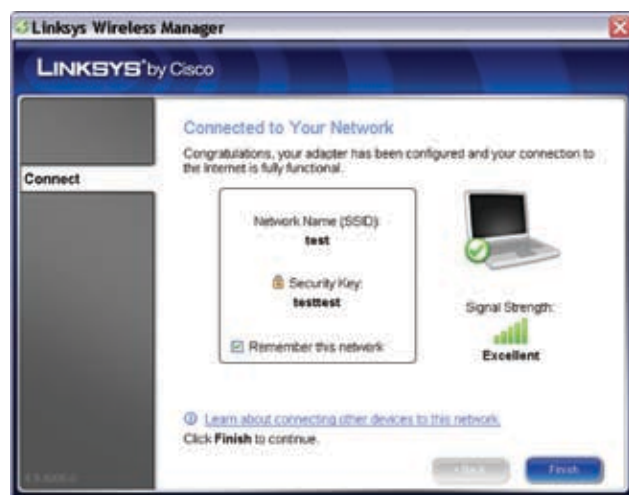 Linksys Wireless Manager
LINKSYS® by Cisco
Connected to Your Network
Congratulations, your adapter has been configured and your connection to
the Internet is fully functional.
Connect
Network Name (SSID):
test
Security Key:
testtest
Remember this network
Signal Strength:
Excellent
Learn about connecting other devices to this network.
Click Finish to continue.
Back
Finish